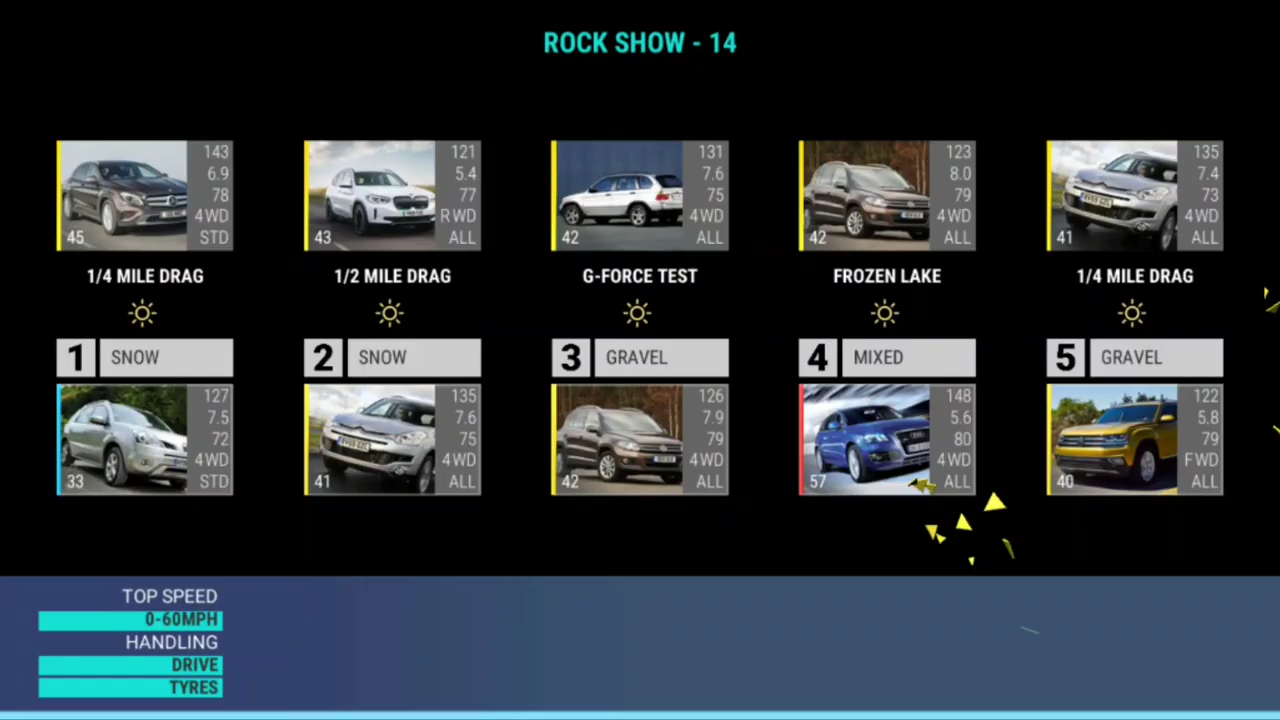 ROCK SHOW - 14
143
6.9
78
4WD
45 STD
121
5.4
77
RWD
43 ALL
131
7.6
75
4WD
42 ALL
123
8.0
79
4WD
42 ALL
135
7.4
73
4WD
41 ALL
1/4 MILE DRAG
1/2 MILE DRAG
G-FORCE TEST
FROZEN LAKE
1/4 MILE DRAG
1 SNOW
2 SNOW
3 GRAVEL
4 MIXED
5 GRAVEL
127
7.5
72
4WD
33 STD
135
7.6
75
4WD
41 ALL
126
7.9
79
4WD
42 ALL
148
5.6
80
4WD
57 ALL
122
5.8
79
FWD
40 ALL
TOP SPEED
0-60MPH
HANDLING
DRIVE
TYRES